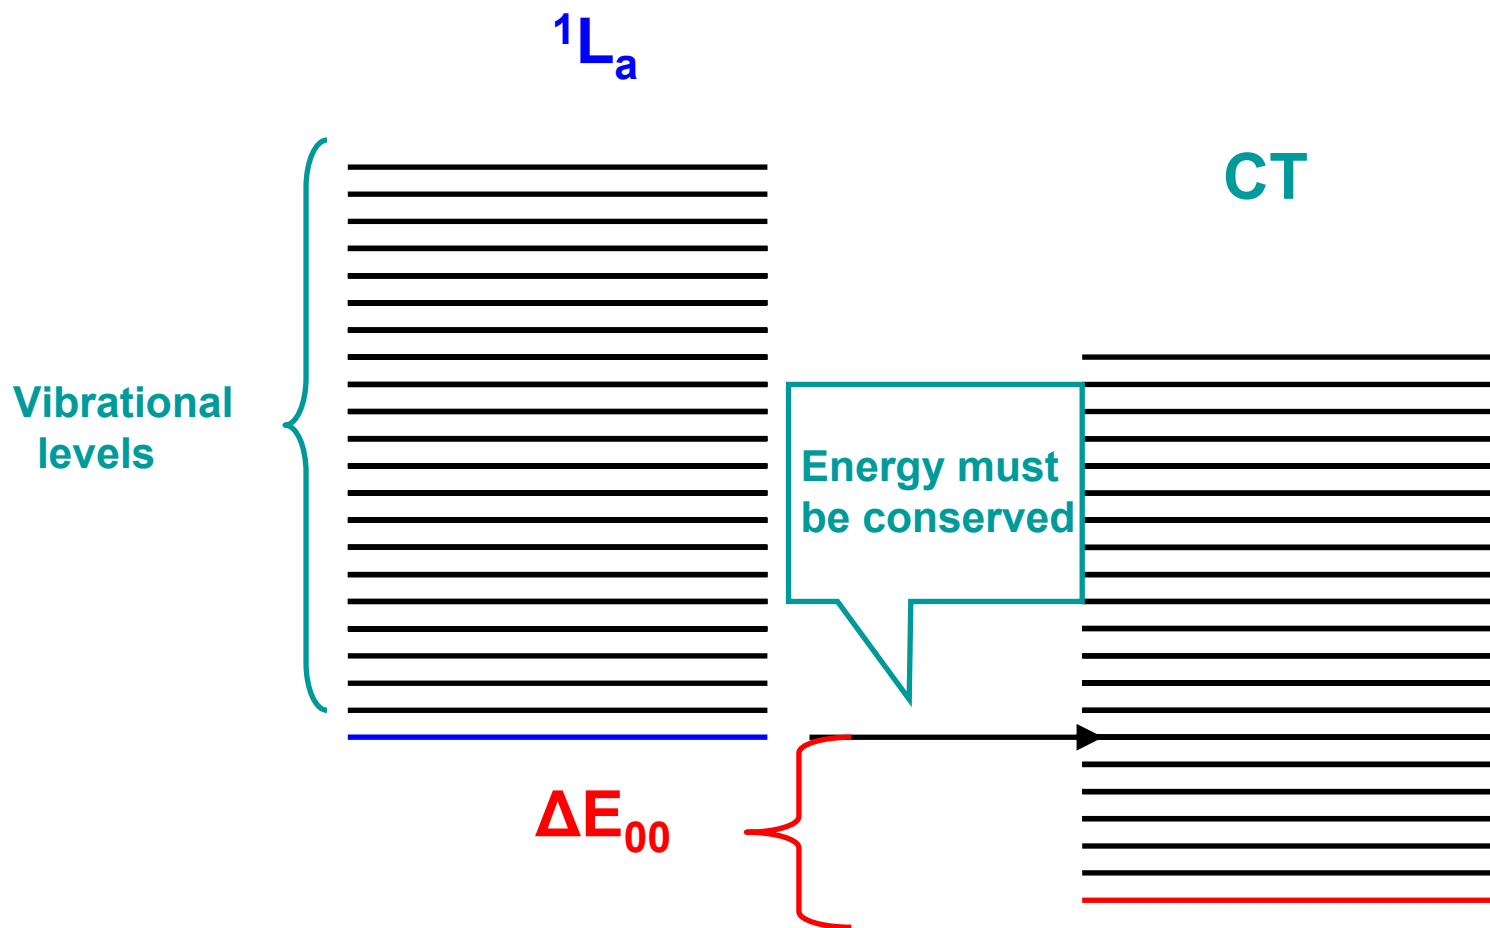 ¹Lₐ
CT
Vibrational
levels
Energy must
be conserved
ΔE₀₀